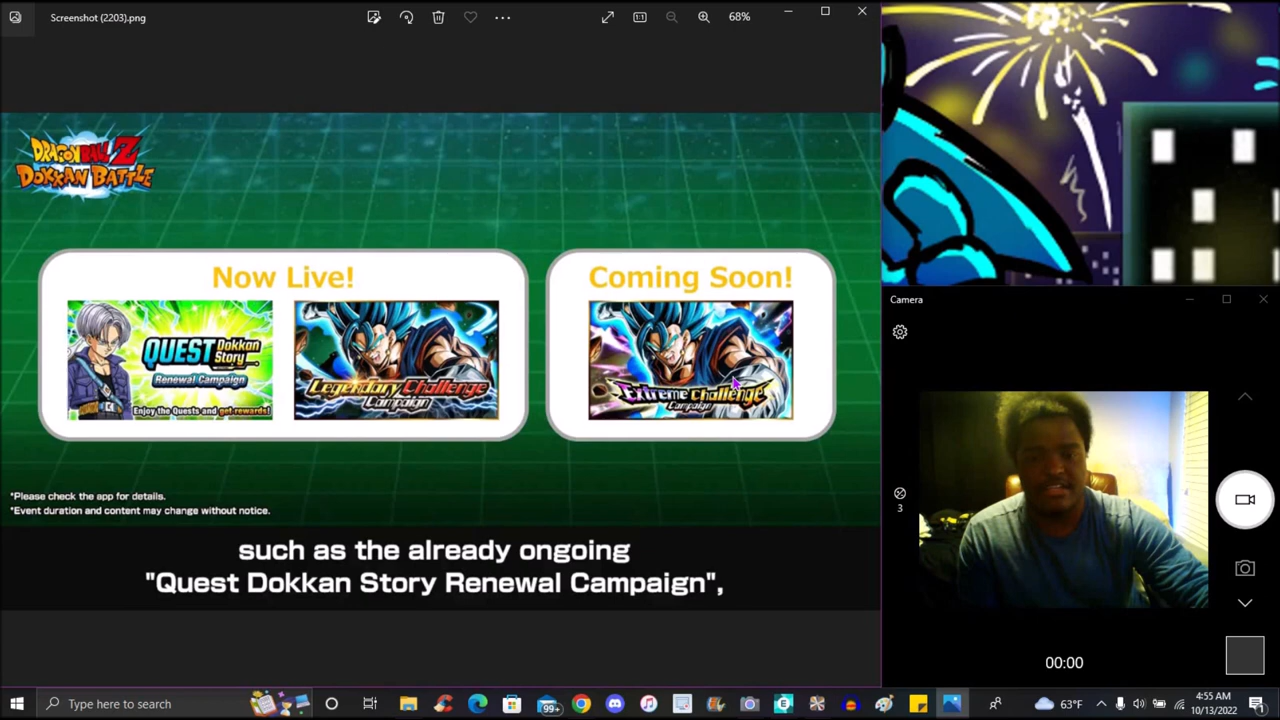 Screenshot (2203).png
68%
DRAGON BALL Z
DOKKAN BATTLE
Now Live!
QUEST Dokkan Story
Renewal Campaign
Enjoy the Quests and get rewards!
Legendary Challenge
Campaign
Coming Soon!
Extreme Challenge
Campaign
*Please check the app for details.
*Event duration and content may change without notice.
such as the already ongoing
"Quest Dokkan Story Renewal Campaign",
Camera
3
00:00
Type here to search
99+
63°F
4:55 AM
10/13/2022